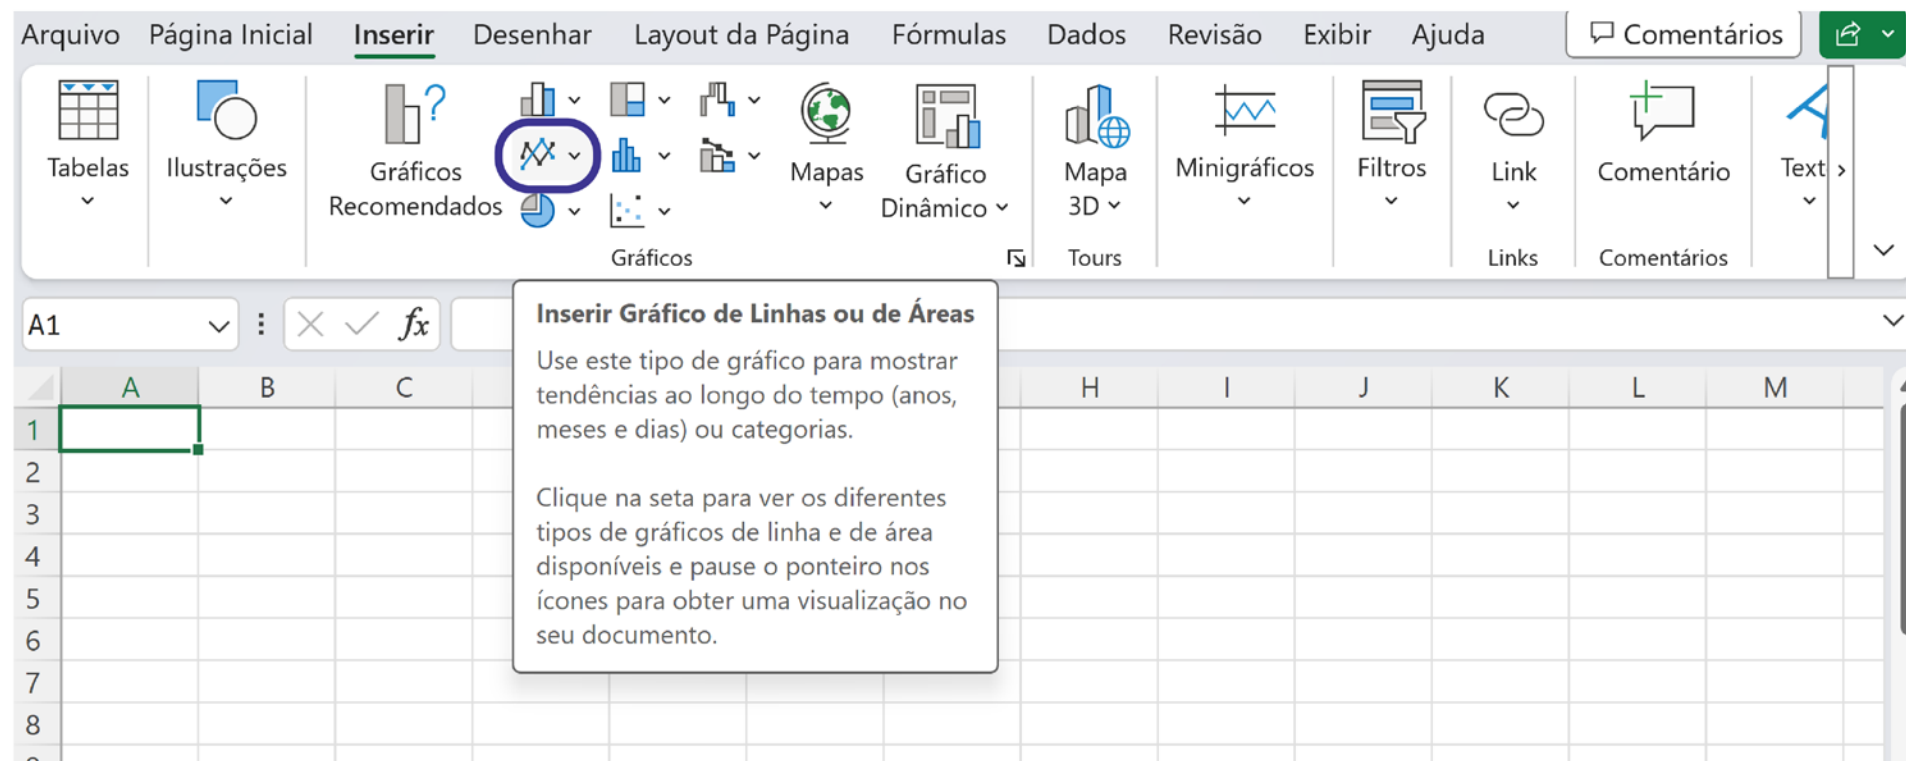 Arquivo Página Inicial Inserir Desenhar Layout da Página Fórmulas Dados Revisão Exibir Ajuda Comentários
Tabelas
Ilustrações
Gráficos
Recomendados
Mapas
Gráfico
Dinâmico
Gráficos
Mapa
3D
Tours
Minigráficos
Filtros
Link
Links
Comentário
Comentários
Text
A1
fx
Inserir Gráfico de Linhas ou de Áreas
Use este tipo de gráfico para mostrar
tendências ao longo do tempo (anos,
meses e dias) ou categorias.
Clique na seta para ver os diferentes
tipos de gráficos de linha e de área
disponíveis e pause o ponteiro nos
ícones para obter uma visualização no
seu documento.
A B C H I J K L M
1
2
3
4
5
6
7
8